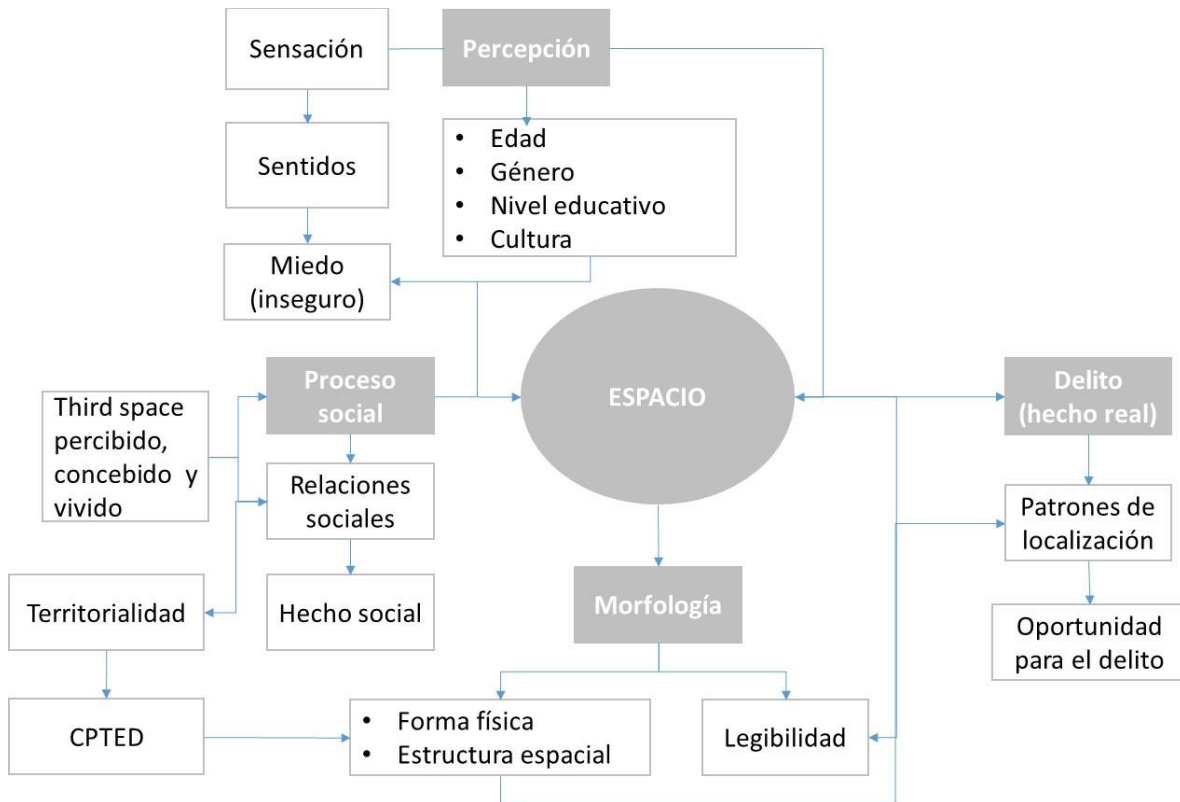 Sensación
Percepción
Sentidos
• Edad
• Género
• Nivel educativo
• Cultura
Miedo
(inseguro)
Third space
percibido,
concebido y
vivido
Proceso
social
ESPACIO
Delito
(hecho real)
Relaciones
sociales
Patrones de
localización
Territorialidad
Hecho social
Morfología
Oportunidad
para el delito
CPTED
• Forma física
• Estructura espacial
Legibilidad